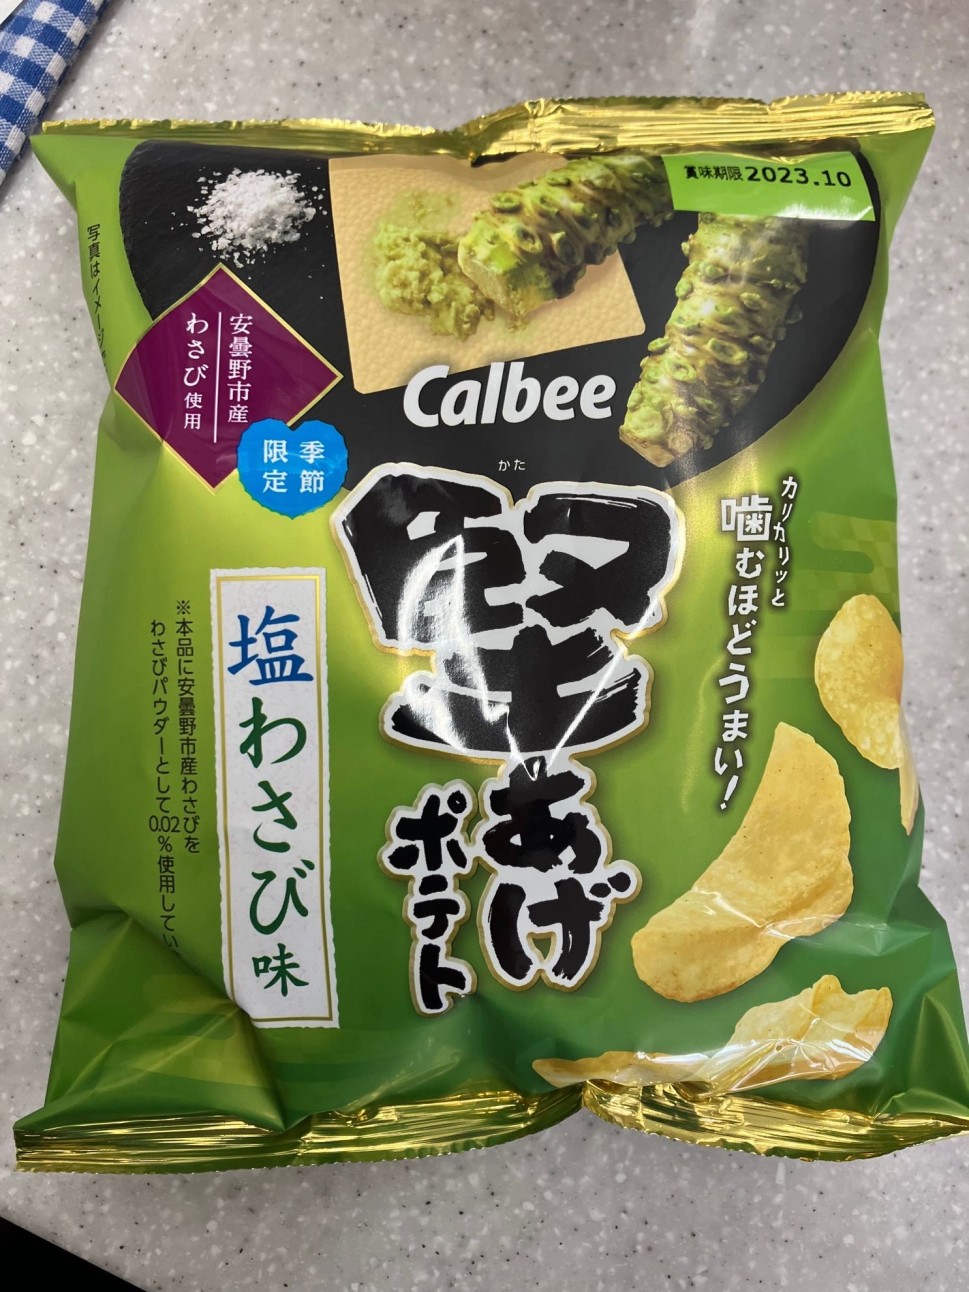 賞味期限2023.10
写真はイメージ
安曇野市産
わさび使用
季節
限定
Calbee
かた
堅あげ
ポテト
カリカリッと
噛むほどうまい!
塩わさび味
※本品に安曇野市産わさびを
わさびパウダーとして0.02%使用してい